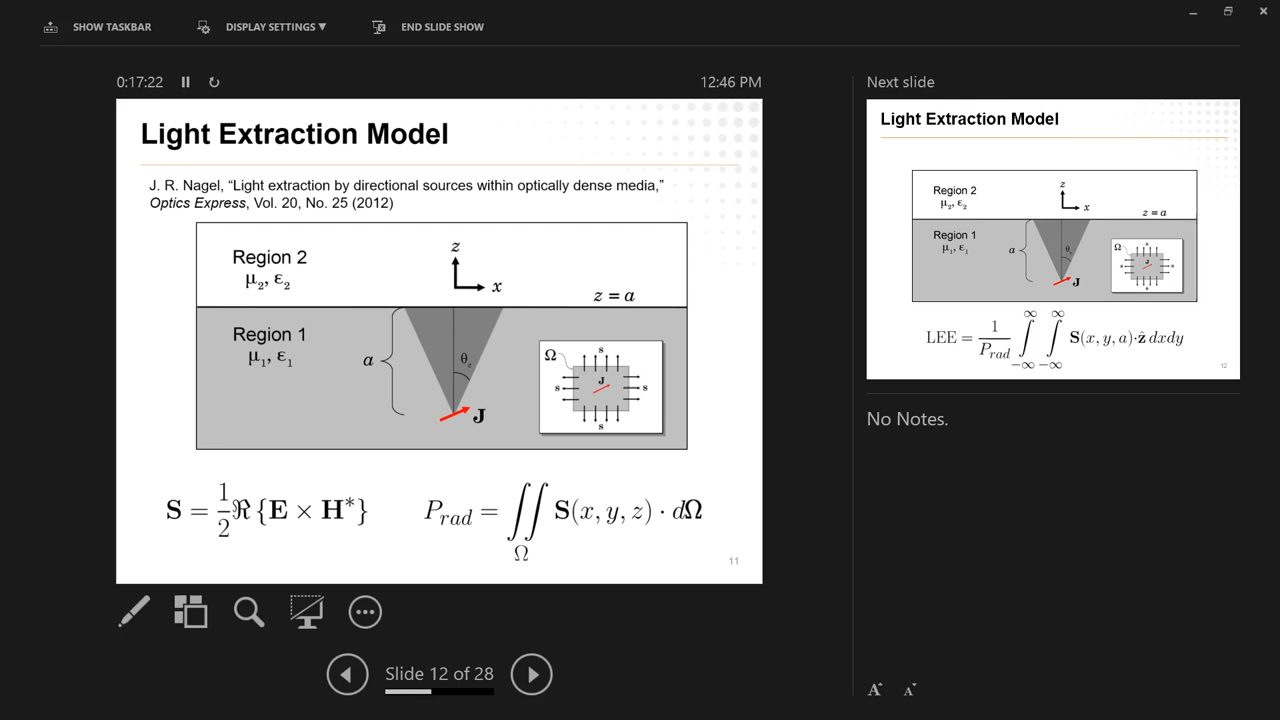 SHOW TASKBAR
DISPLAY SETTINGS ▼
END SLIDE SHOW
0:17:22
12:46 PM
Light Extraction Model
J. R. Nagel, “Light extraction by directional sources within optically dense media,”
Optics Express, Vol. 20, No. 25 (2012)
Region 2
μ₂, ε₂
z
x
z = a
Region 1
μ₁, ε₁
a
θc
J
Ω
S
S
J
S
S
S = 1/2 ℜ {E × H*}
P_rad = ∬_Ω S(x, y, z) · dΩ
11
Slide 12 of 28
Next slide
Light Extraction Model
Region 2
μ₂, ε₂
z
x
z = a
Region 1
μ₁, ε₁
a
θ
J
Ω
S
S
J
S
S
LEE = 1/P_rad ∫_{−∞}^{∞} ∫_{−∞}^{∞} S(x, y, a)·ẑ dxdy
12
No Notes.
A
A